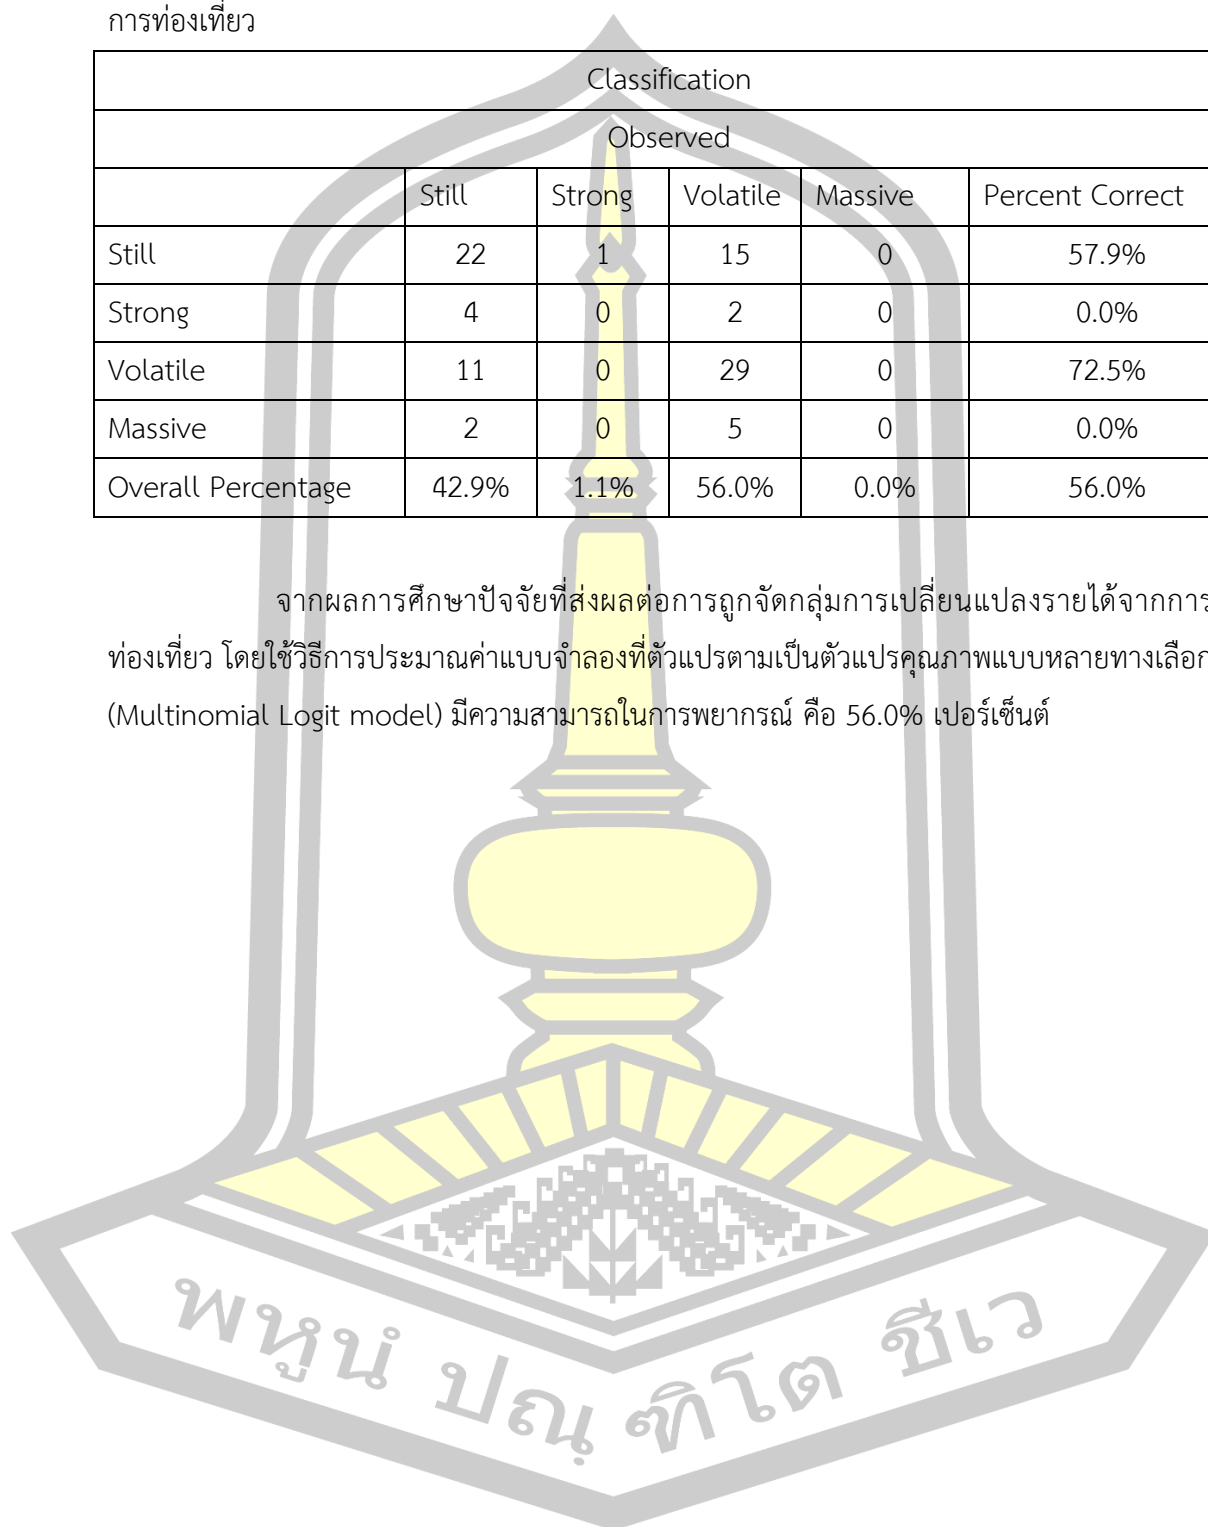 การท่องเที่ยว
Classification
Observed
Still Strong Volatile Massive Percent Correct
Still 22 1 15 0 57.9%
Strong 4 0 2 0 0.0%
Volatile 11 0 29 0 72.5%
Massive 2 0 5 0 0.0%
Overall Percentage 42.9% 1.1% 56.0% 0.0% 56.0%
จากผลการศึกษาปัจจัยที่ส่งผลต่อการถูกจัดกลุ่มการเปลี่ยนแปลงรายได้จากการ
ท่องเที่ยว โดยใช้วิธีการประมาณค่าแบบจำลองที่ตัวแปรตามเป็นตัวแปรคุณภาพแบบหลายทางเลือก
(Multinomial Logit model) มีความสามารถในการพยากรณ์ คือ 56.0% เปอร์เซ็นต์
พหูนํ ปณฺฑิโต ชีเว